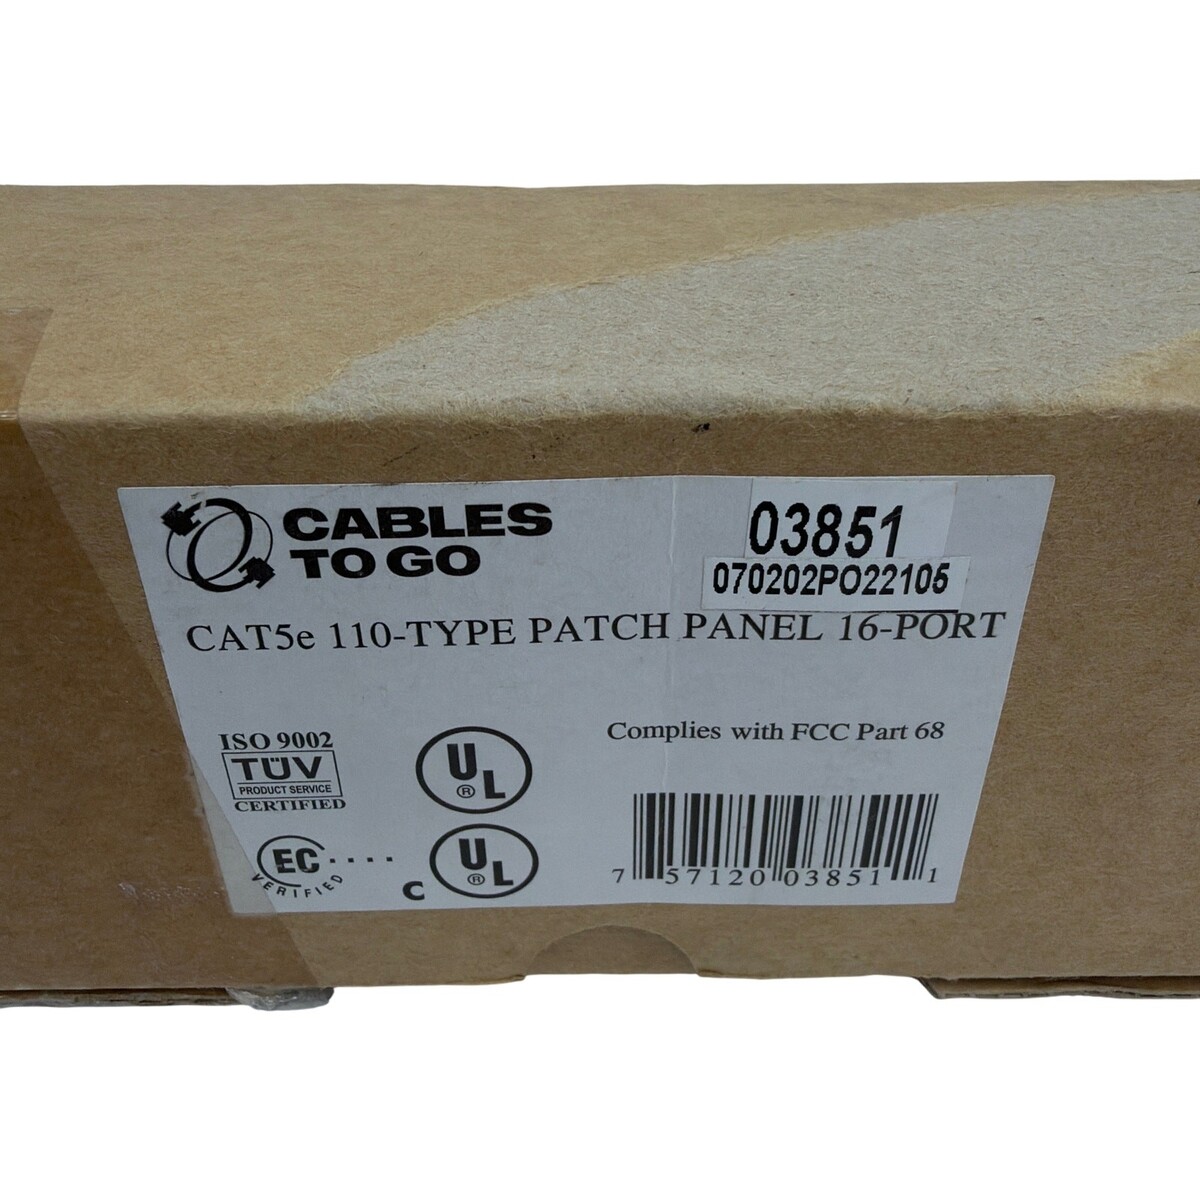 CABLES
TO GO
03851
070202PO22105
CAT5e 110-TYPE PATCH PANEL 16-PORT
ISO 9002
TÜV
PRODUCT SERVICE
CERTIFIED
UL®
Complies with FCC Part 68
EC....
VERIFIED
C UL®
7 57120 03851 1